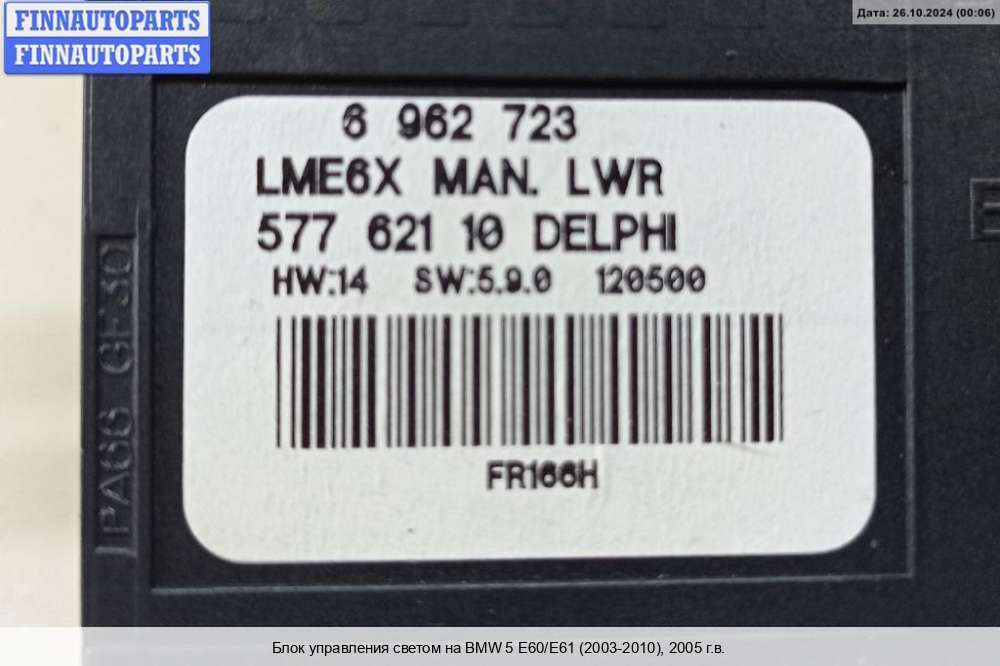 FINNAUTOPARTS
FINNAUTOPARTS
Дата: 26.10.2024 (00:06)
6 962 723
LME6X MAN. LWR
577 621 10 DELPHI
HW:14 SW:5.9.0 120500
FR166H
PA66 GF30
Блок управления светом на BMW 5 E60/E61 (2003-2010), 2005 г.в.